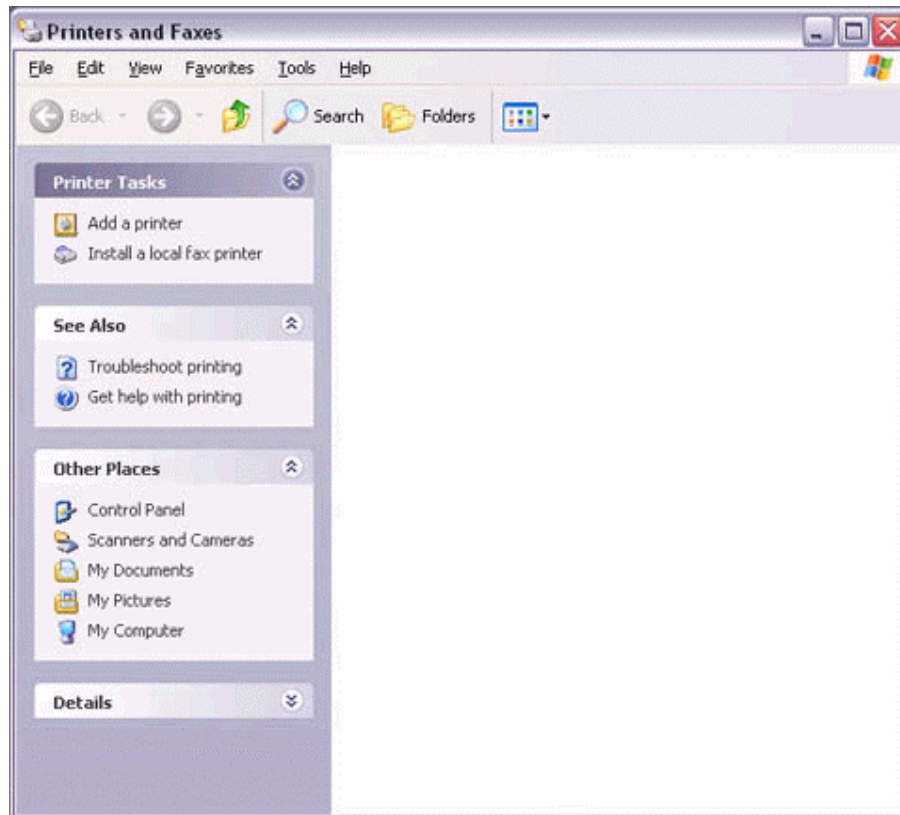 Printers and Faxes
File Edit View Favorites Tools Help
Back Search Folders
Printer Tasks
Add a printer
Install a local fax printer
See Also
Troubleshoot printing
Get help with printing
Other Places
Control Panel
Scanners and Cameras
My Documents
My Pictures
My Computer
Details